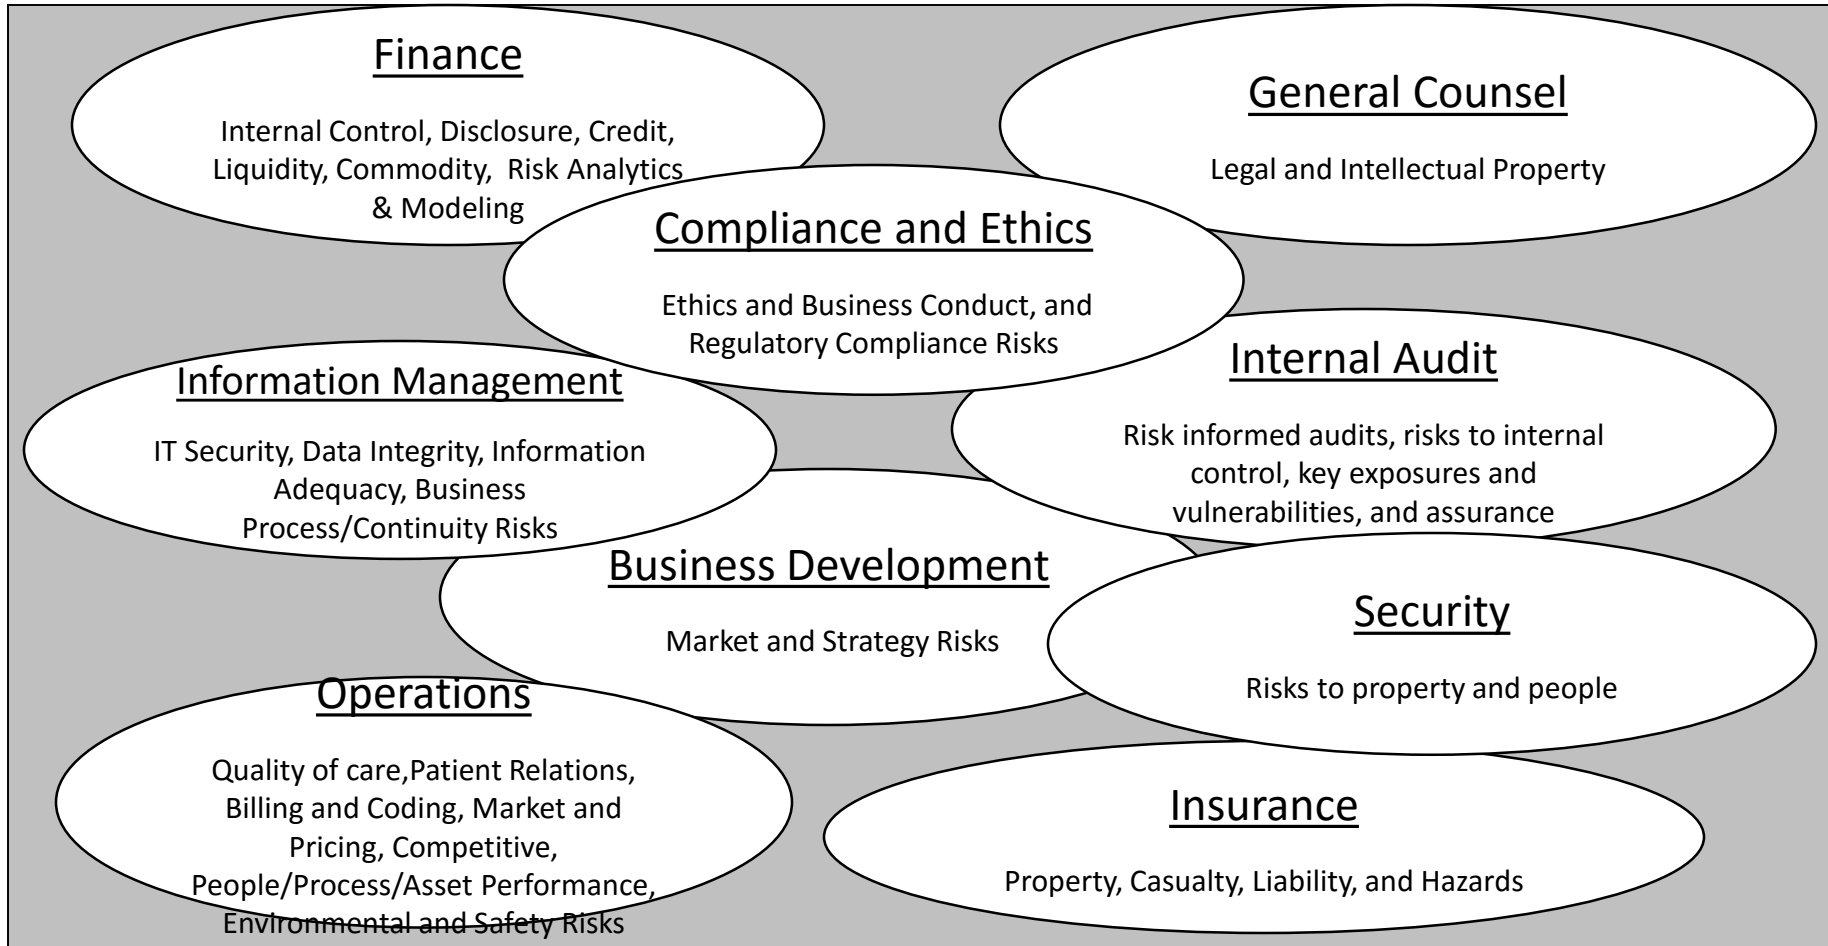 Finance
Internal Control, Disclosure, Credit,
Liquidity, Commodity,  Risk Analytics
& Modeling
General Counsel
Legal and Intellectual Property
Compliance and Ethics
Ethics and Business Conduct, and
Regulatory Compliance Risks
Information Management
IT Security, Data Integrity, Information
Adequacy, Business
Process/Continuity Risks
Internal Audit
Risk informed audits, risks to internal
control, key exposures and
vulnerabilities, and assurance
Business Development
Market and Strategy Risks
Security
Risks to property and people
Operations
Quality of care,Patient Relations,
Billing and Coding, Market and
Pricing, Competitive,
People/Process/Asset Performance,
Environmental and Safety Risks
Insurance
Property, Casualty, Liability, and Hazards